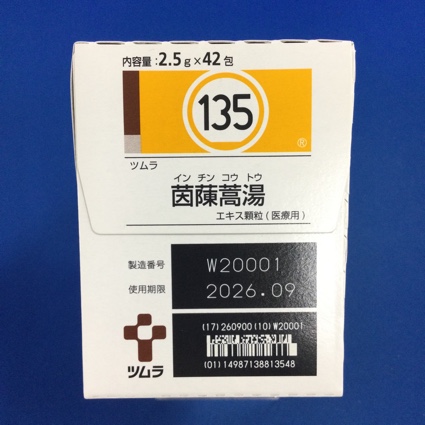 内容量:2.5g×42包
135
®
ツムラ
インチンコウトウ
茵蔯蒿湯
エキス顆粒(医療用)
製造番号 W20001
使用期限 2026.09
(17)260900(10)W20001
(01)14987138813548
ツムラ